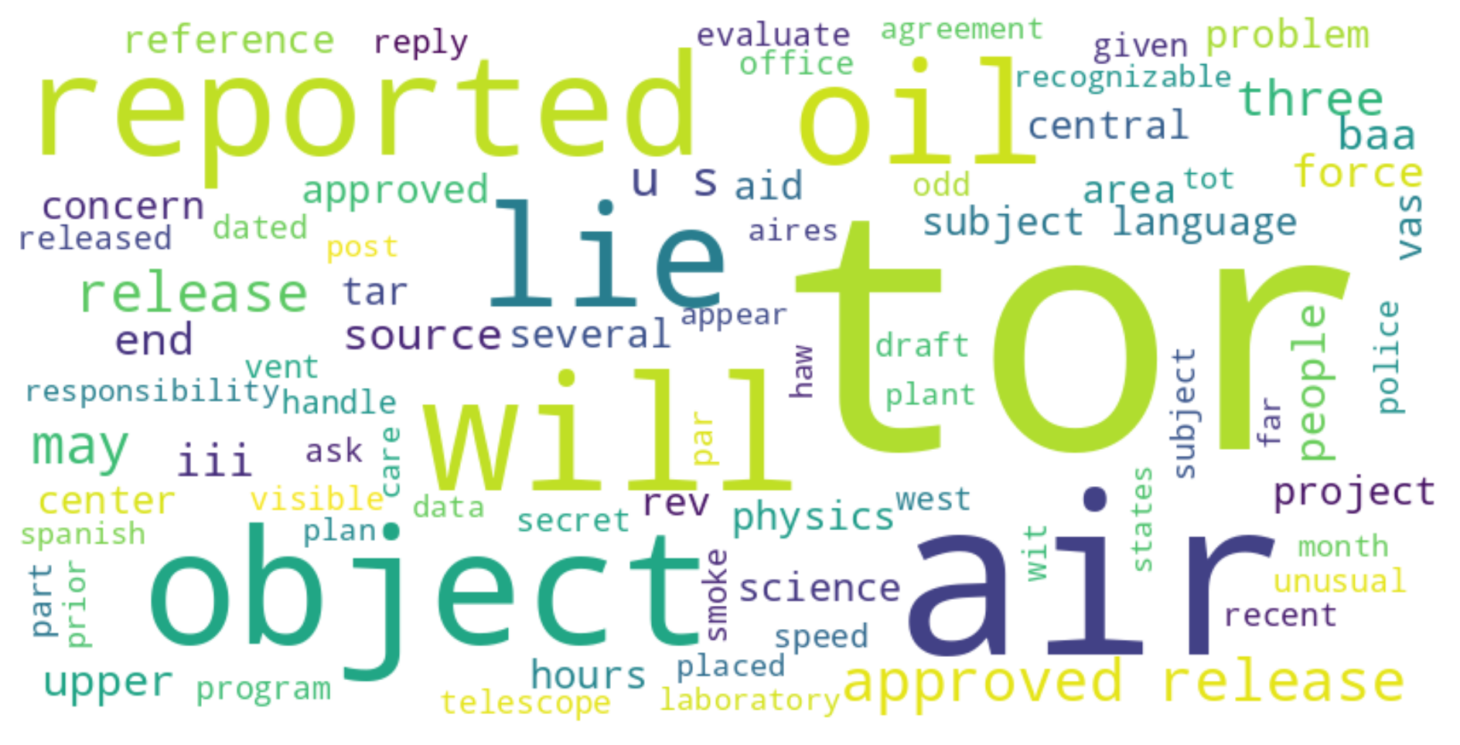 reference reply evaluate agreement given problem
office recognizable
reported oil three
central baa
approved u s aid odd area tot force
concern released dated post lie aires subject language vas
release tar appear tor
end source several draft people police
vent haw plant subject far
responsibility handle will par
may iii ask care
center visible data rev west states project
spanish plan secret physics wit month
part prior object smoke science air unusual
speed recent
upper program hours placed approved release
telescope laboratory